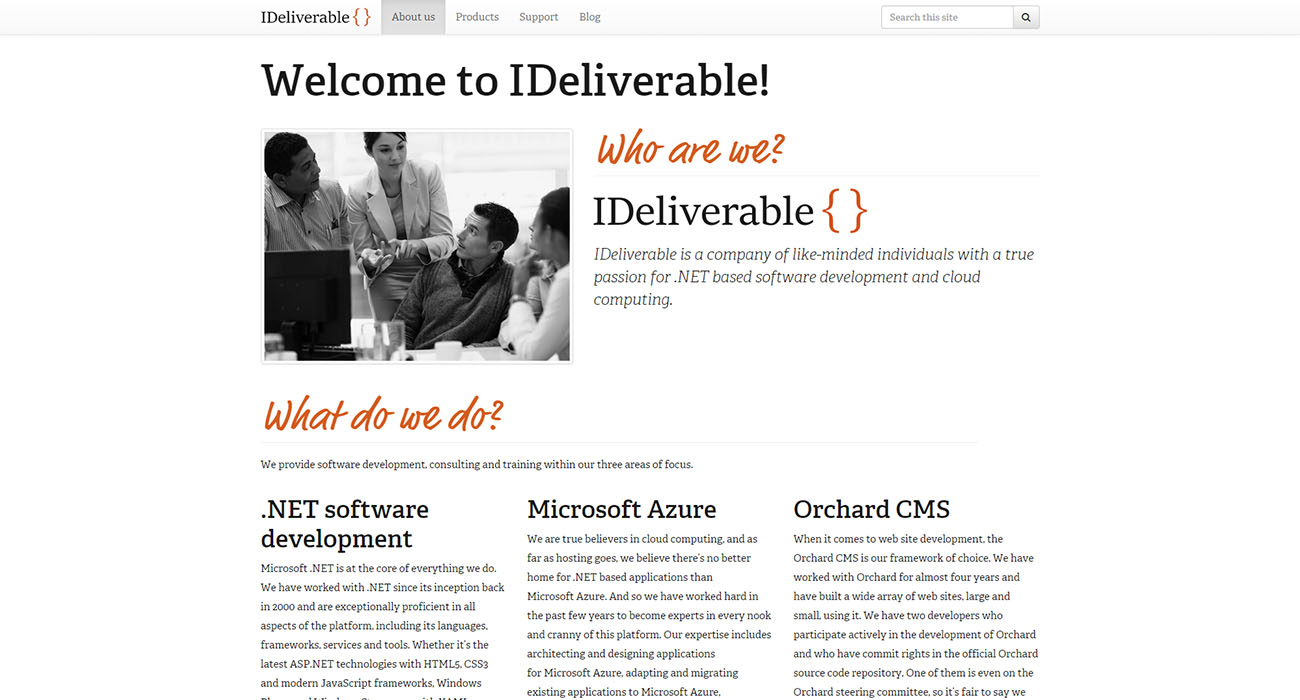 IDeliverable { }
About us
Products
Support
Blog
Search this site
Welcome to IDeliverable!
Who are we?
IDeliverable { }
IDeliverable is a company of like-minded individuals with a true
passion for .NET based software development and cloud
computing.
What do we do?
We provide software development, consulting and training within our three areas of focus.
.NET software
development
Microsoft .NET is at the core of everything we do.
We have worked with .NET since its inception back
in 2000 and are exceptionally proficient in all
aspects of the platform, including its languages,
frameworks, services and tools. Whether it's the
latest ASP.NET technologies with HTML5, CSS3
and modern JavaScript frameworks, Windows
Microsoft Azure
We are true believers in cloud computing, and as
far as hosting goes, we believe there's no better
home for .NET based applications than
Microsoft Azure. And so we have worked hard in
the past few years to become experts in every nook
and cranny of this platform. Our expertise includes
architecting and designing applications
for Microsoft Azure, adapting and migrating
existing applications to Microsoft Azure,
Orchard CMS
When it comes to web site development, the
Orchard CMS is our framework of choice. We have
worked with Orchard for almost four years and
have built a wide array of web sites, large and
small, using it. We have two developers who
participate actively in the development of Orchard
and who have commit rights in the official Orchard
source code repository. One of them is even on the
Orchard steering committee, so it's fair to say we